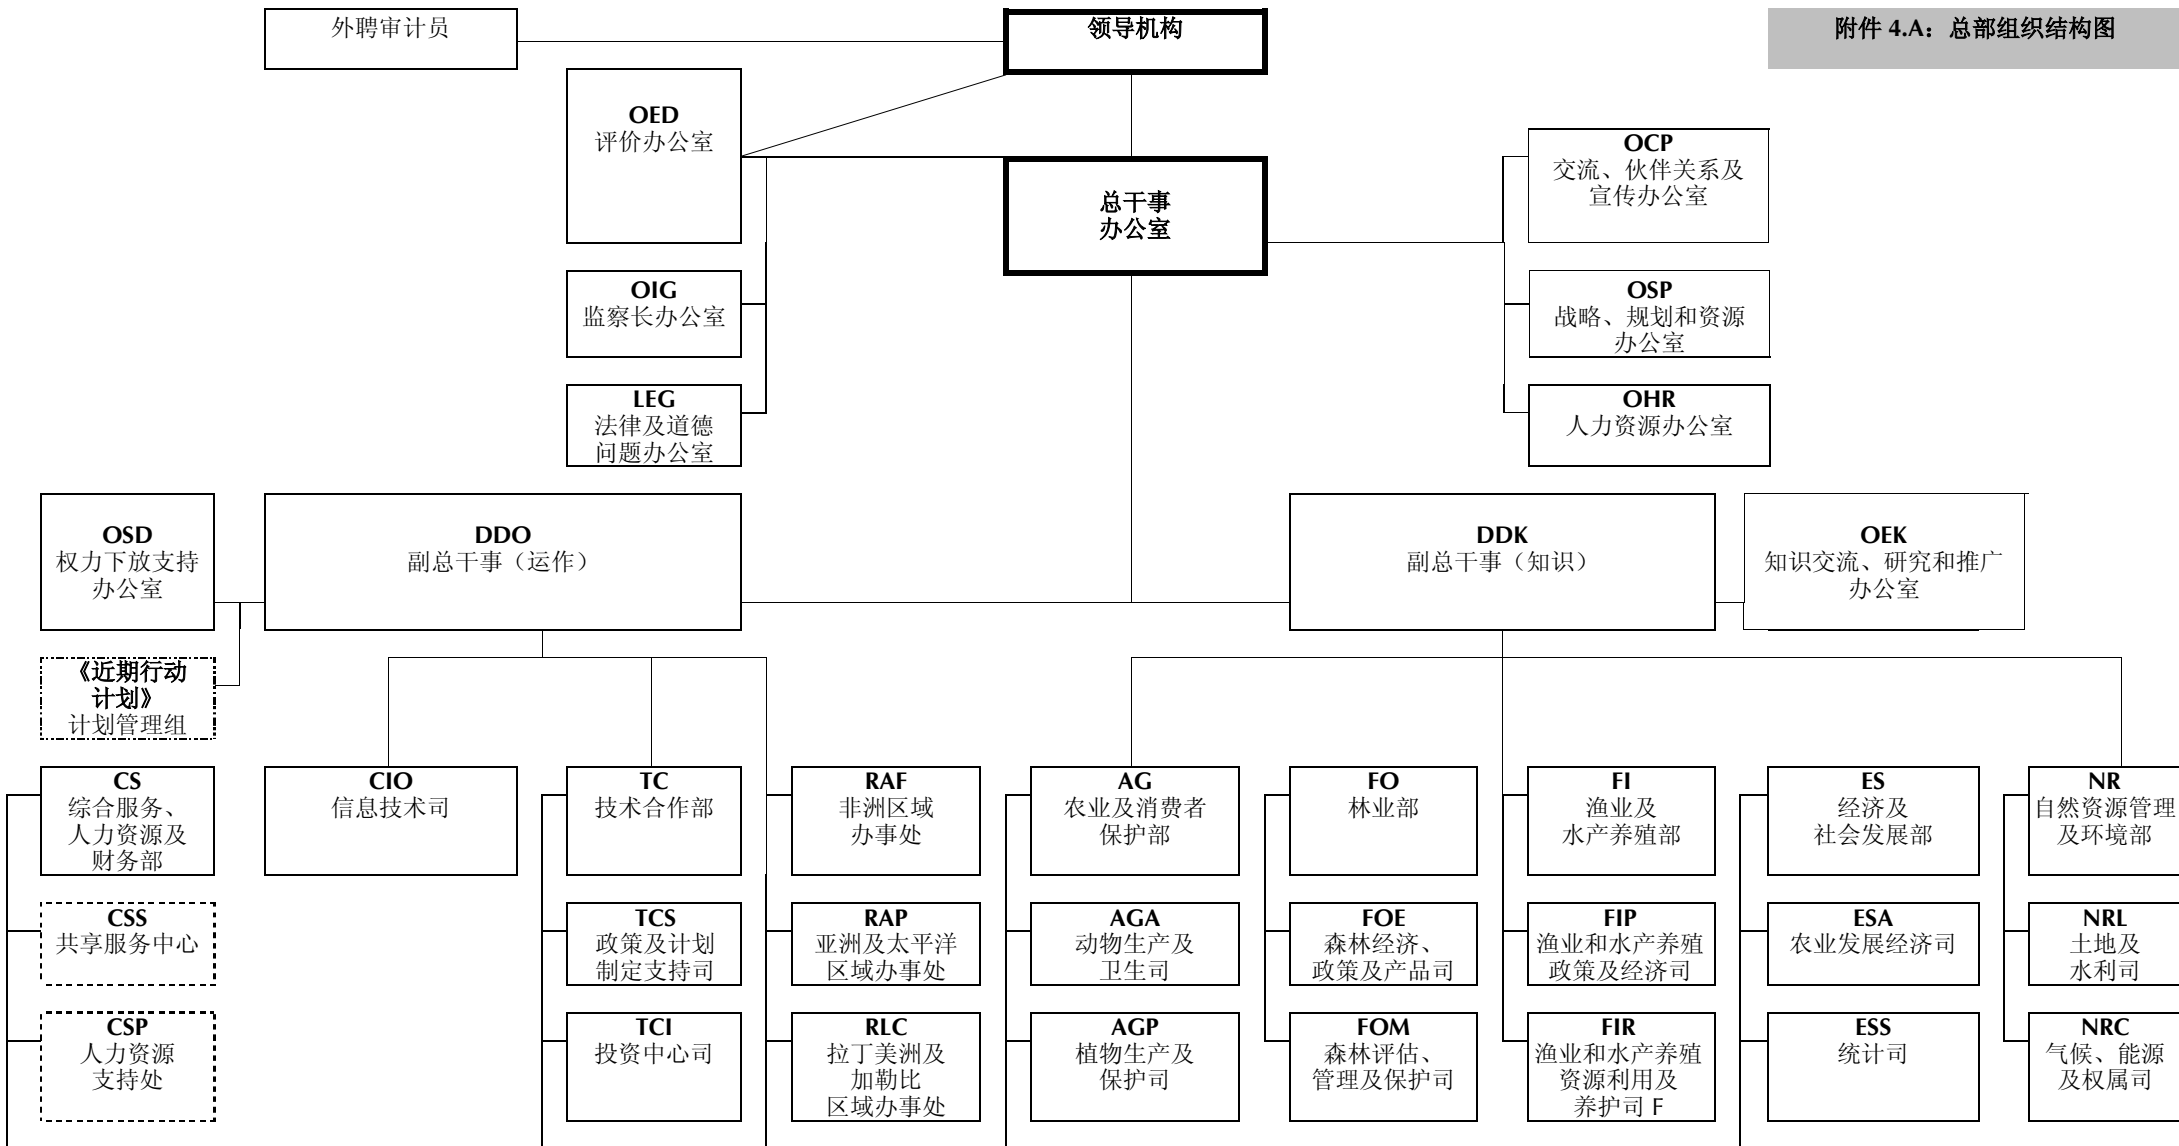 外聘审计员
领导机构
附件 4.A：总部组织结构图
OED
评价办公室
OCP
交流、伙伴关系及
宣传办公室
总干事
办公室
OIG
监察长办公室
OSP
战略、规划和资源
办公室
LEG
法律及道德
问题办公室
OHR
人力资源办公室
OSD
权力下放支持
办公室
DDO
副总干事（运作）
DDK
副总干事（知识）
OEK
知识交流、研究和推广
办公室
《近期行动
计划》
计划管理组
CS
综合服务、
人力资源及
财务部
CIO
信息技术司
TC
技术合作部
RAF
非洲区域
办事处
AG
农业及消费者
保护部
FO
林业部
FI
渔业及
水产养殖部
ES
经济及
社会发展部
NR
自然资源管理
及环境部
CSS
共享服务中心
TCS
政策及计划
制定支持司
RAP
亚洲及太平洋
区域办事处
AGA
动物生产及
卫生司
FOE
森林经济、
政策及产品司
FIP
渔业和水产养殖
政策及经济司
ESA
农业发展经济司
NRL
土地及
水利司
CSP
人力资源
支持处
TCI
投资中心司
RLC
拉丁美洲及
加勒比
区域办事处
AGP
植物生产及
保护司
FOM
森林评估、
管理及保护司
FIR
渔业和水产养殖
资源利用及
养护司 F
ESS
统计司
NRC
气候、能源
及权属司